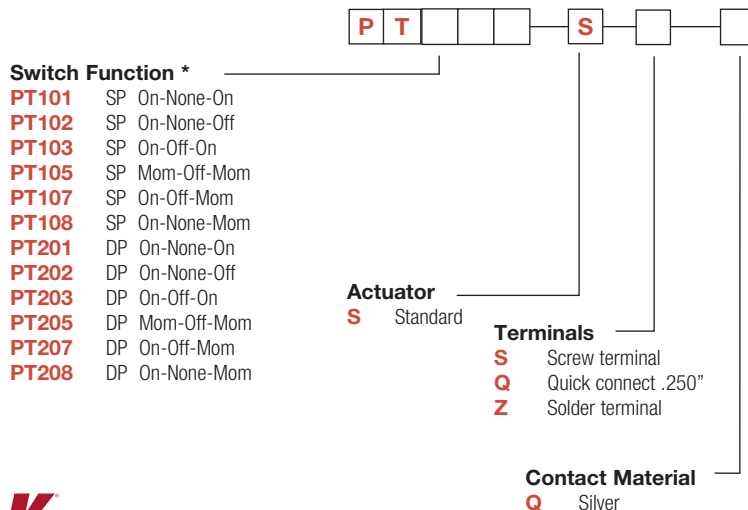 P T S
Switch Function *
PT101 SP On-None-On
PT102 SP On-None-Off
PT103 SP On-Off-On
PT105 SP Mom-Off-Mom
PT107 SP On-Off-Mom
PT108 SP On-None-Mom
PT201 DP On-None-On
PT202 DP On-None-Off
PT203 DP On-Off-On
PT205 DP Mom-Off-Mom
PT207 DP On-Off-Mom
PT208 DP On-None-Mom
Actuator
S Standard
Terminals
S Screw terminal
Q Quick connect .250”
Z Solder terminal
Contact Material
Q Silver